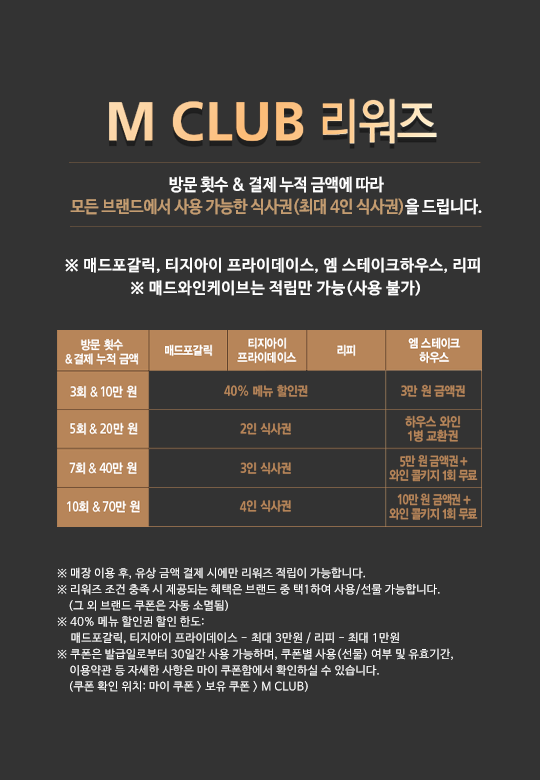 M CLUB 리워즈
방문 횟수 & 결제 누적 금액에 따라
모든 브랜드에서 사용 가능한 식사권(최대 4인 식사권)을 드립니다.
※ 매드포갈릭, 티지아이 프라이데이스, 엠 스테이크하우스, 리피
※ 매드와인케이브는 적립만 가능(사용 불가)
방문 횟수
& 결제 누적 금액
매드포갈릭
티지아이
프라이데이스
리피
엠 스테이크
하우스
3회 & 10만 원
40% 메뉴 할인권
3만 원 금액권
5회 & 20만 원
2인 식사권
하우스 와인
1병 교환권
7회 & 40만 원
3인 식사권
5만 원 금액권 +
와인 콜키지 1회 무료
10회 & 70만 원
4인 식사권
10만 원 금액권 +
와인 콜키지 1회 무료
※ 매장 이용 후, 유상 금액 결제 시에만 리워즈 적립이 가능합니다.
※ 리워즈 조건 충족 시 제공되는 혜택은 브랜드 중 택1하여 사용/선물 가능합니다.
(그 외 브랜드 쿠폰은 자동 소멸됨)
※ 40% 메뉴 할인권 할인 한도:
매드포갈릭, 티지아이 프라이데이스 - 최대 3만원 / 리피 - 최대 1만원
※ 쿠폰은 발급일로부터 30일간 사용 가능하며, 쿠폰별 사용(선물) 여부 및 유효기간,
이용약관 등 자세한 사항은 마이 쿠폰함에서 확인하실 수 있습니다.
(쿠폰 확인 위치: 마이 쿠폰 > 보유 쿠폰 > M CLUB)